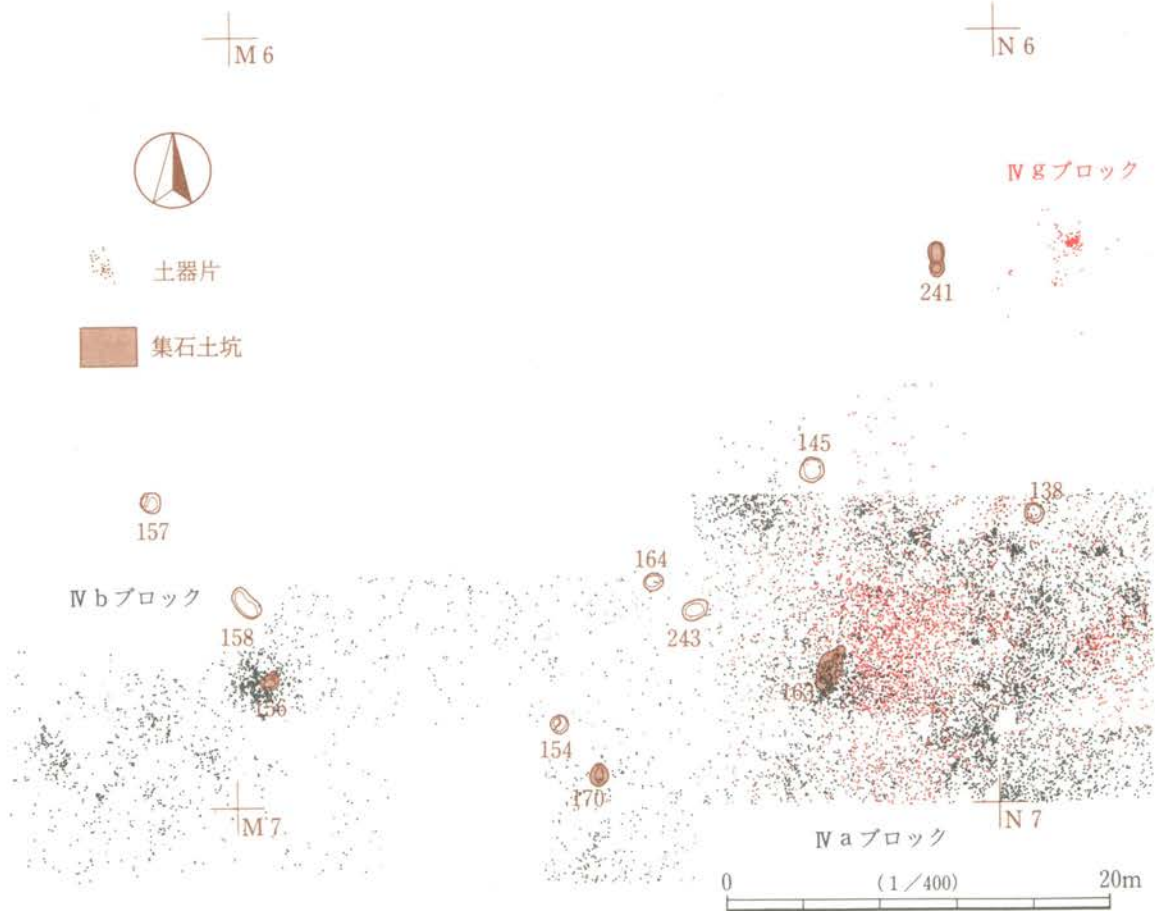 M 6
N 6
Ⅳ g ブロック
土器片
241
集石土坑
145
138
157
164
Ⅳ b ブロック
158
243
163
156
154
170
M 7
N 7
Ⅳ a ブロック
0 (1/400) 20m